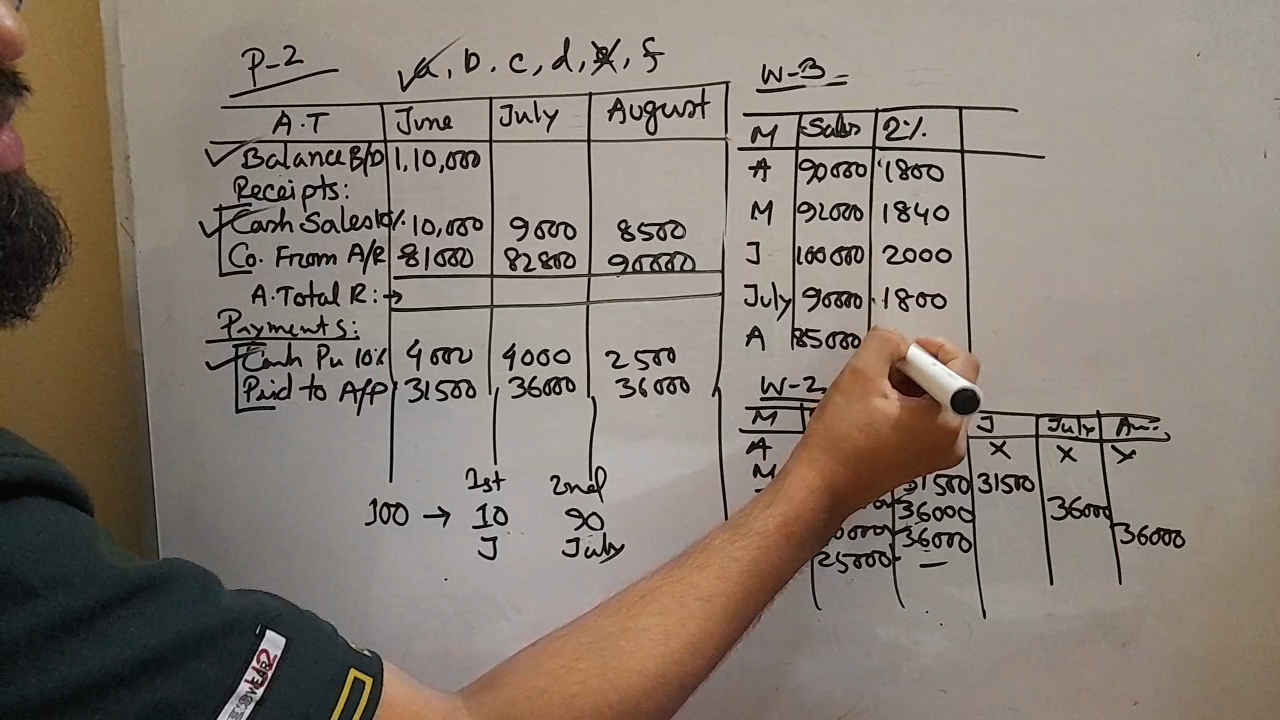 P-2
a, b. c, d, e, f
A.T June July August
Balance B/D 1,10,000
Receipts:
Cash Sales 10% 10,000 9000 8500
Co. From A/R 81000 82800 90000
A. Total R:→
Payments:
Cash Pu 10% 4000 4000 2500
Paid to A/P 31500 36000 36000
1st 2nd
100 → 10 90
J July
W-3
M Sales 2%
A 90000 1800
M 92000 1840
J 100000 2000
July 90000 1800
A 85000
W-2
M J July Au:
A X X X
M 31500 31500
36000 36000
36000 36000
25000 —